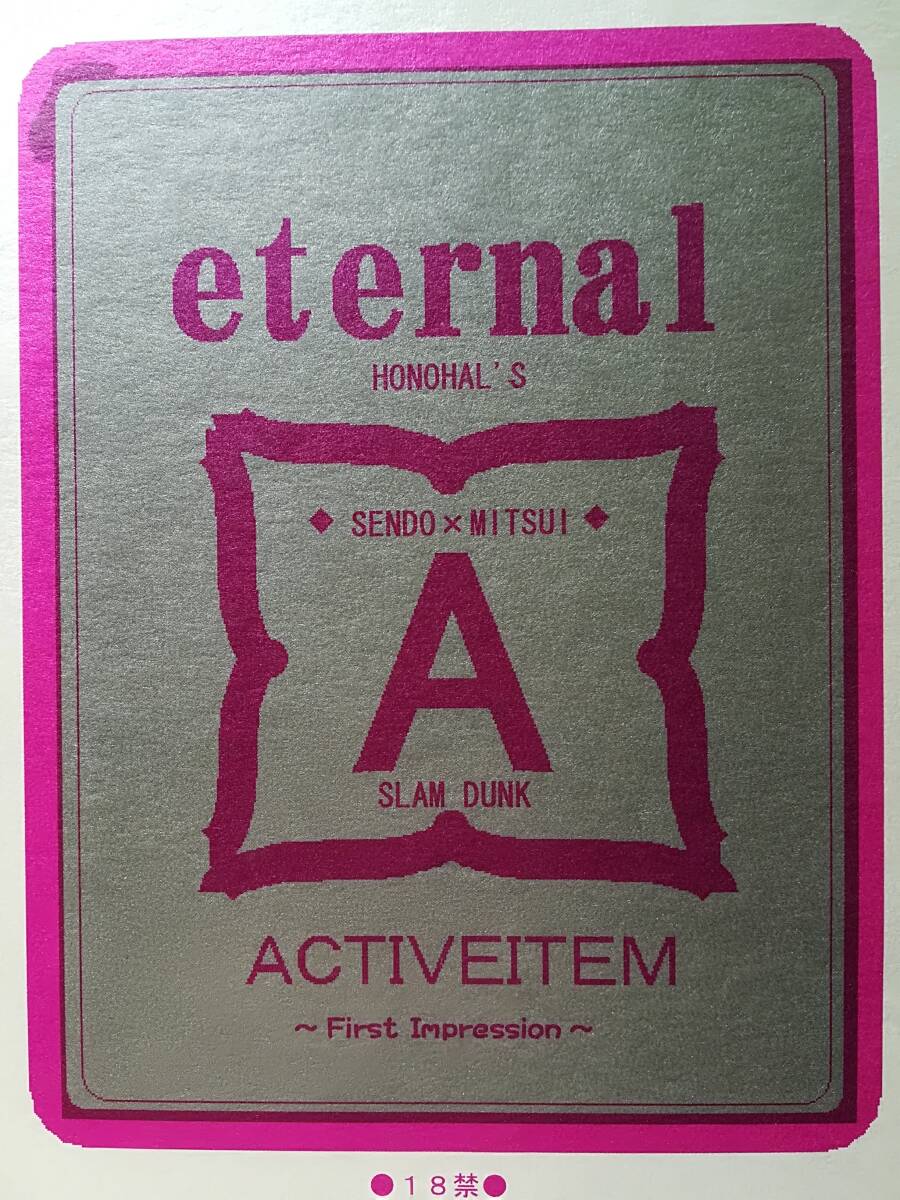 eternal
HONOHAL'S
◆ SENDO×MITSUI ◆
A
SLAM DUNK
ACTIVEITEM
～First Impression～
●１８禁●